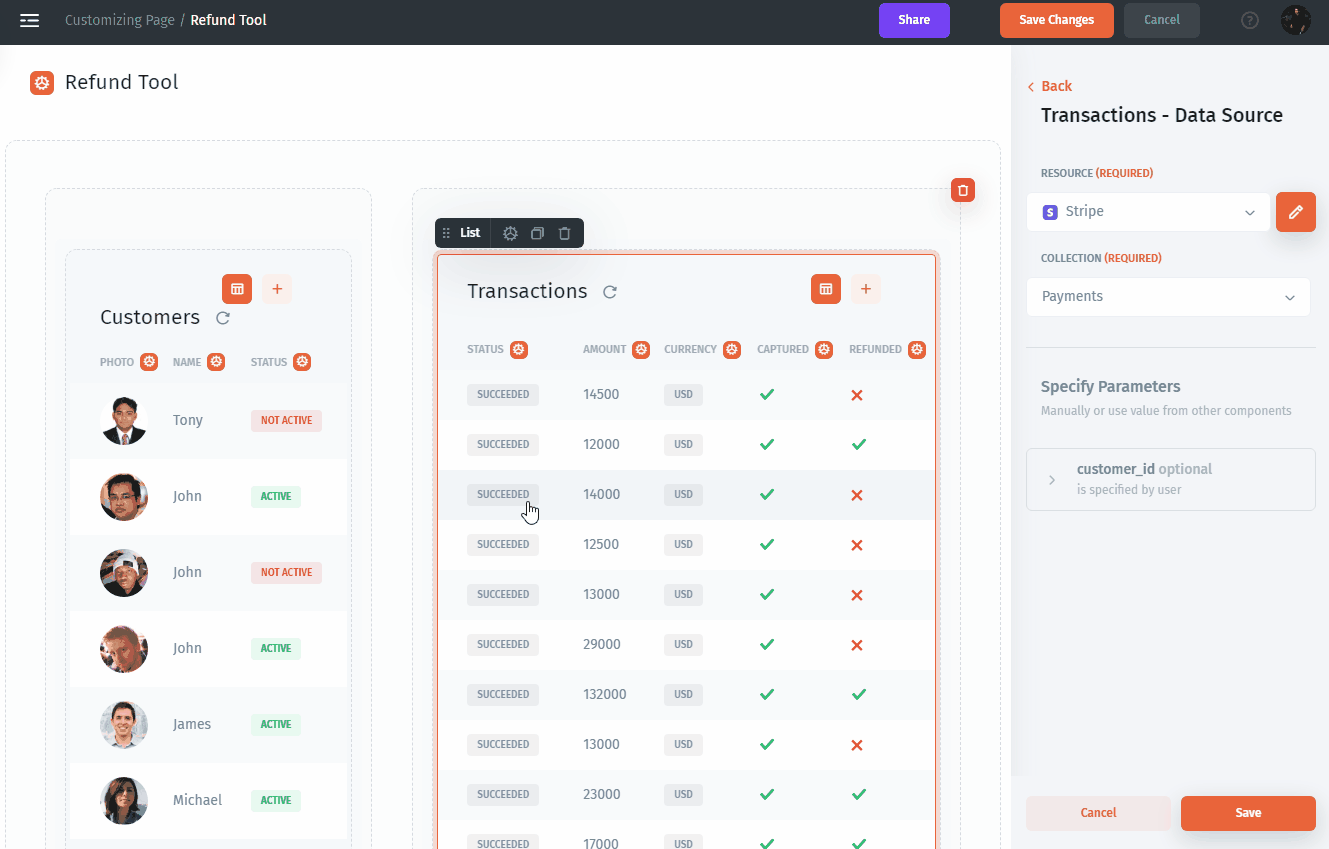 Customizing Page / Refund Tool
Share
Save Changes
Cancel
?
Refund Tool
List
Customers
PHOTO NAME STATUS
Tony NOT ACTIVE
John ACTIVE
John NOT ACTIVE
John ACTIVE
James ACTIVE
Michael ACTIVE
Transactions
STATUS AMOUNT CURRENCY CAPTURED REFUNDED
SUCCEEDED 14500 USD
SUCCEEDED 12000 USD
SUCCEEDED 14000 USD
SUCCEEDED 12500 USD
SUCCEEDED 13000 USD
SUCCEEDED 29000 USD
SUCCEEDED 132000 USD
SUCCEEDED 13000 USD
SUCCEEDED 23000 USD
SUCCEEDED 17000 USD
Back
Transactions - Data Source
RESOURCE (REQUIRED)
S Stripe
COLLECTION (REQUIRED)
Payments
Specify Parameters
Manually or use value from other components
customer_id optional
is specified by user
Cancel
Save